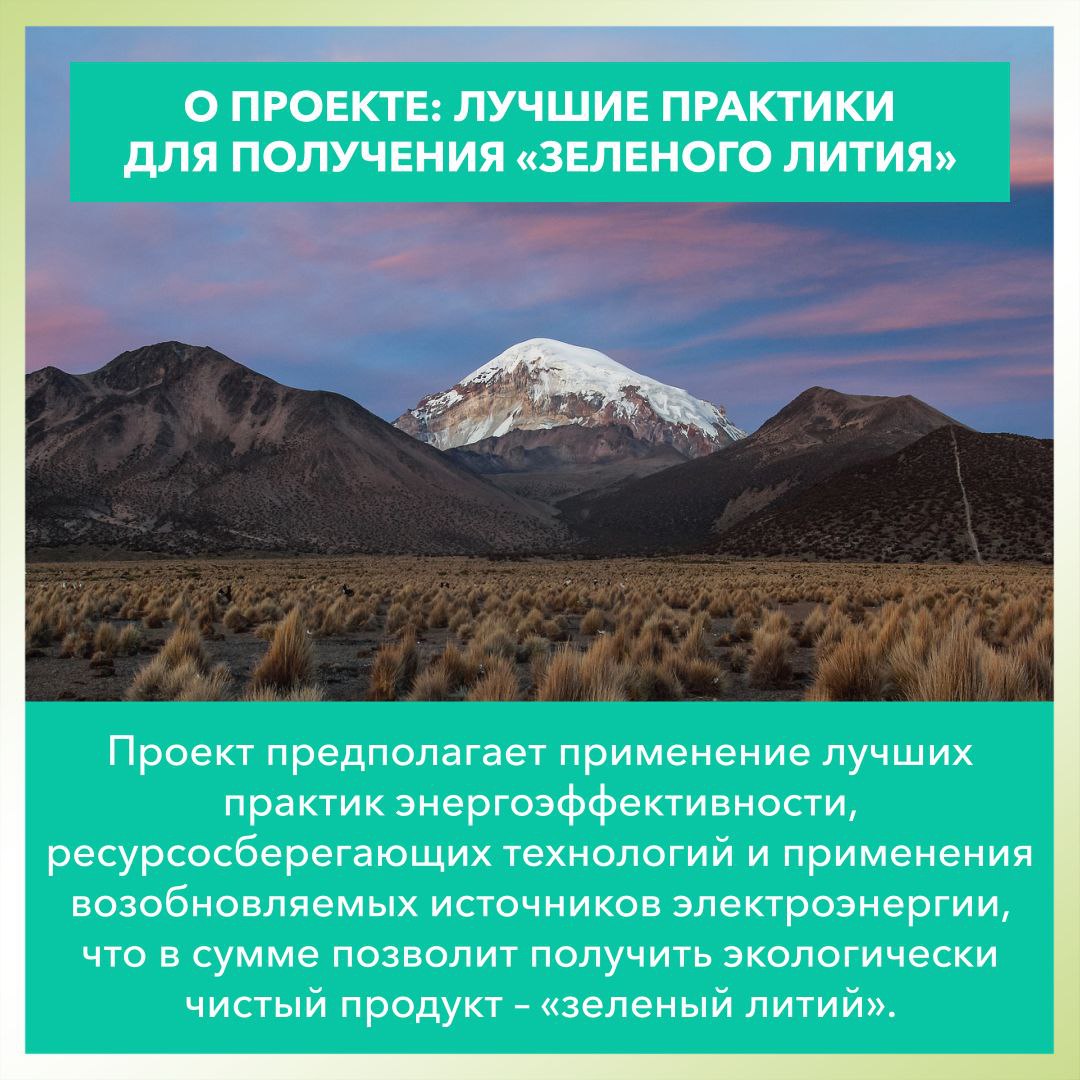 О ПРОЕКТЕ: ЛУЧШИЕ ПРАКТИКИ
ДЛЯ ПОЛУЧЕНИЯ «ЗЕЛЕНОГО ЛИТИЯ»
Проект предполагает применение лучших
практик энергоэффективности,
ресурсосберегающих технологий и применения
возобновляемых источников электроэнергии,
что в сумме позволит получить экологически
чистый продукт – «зеленый литий».